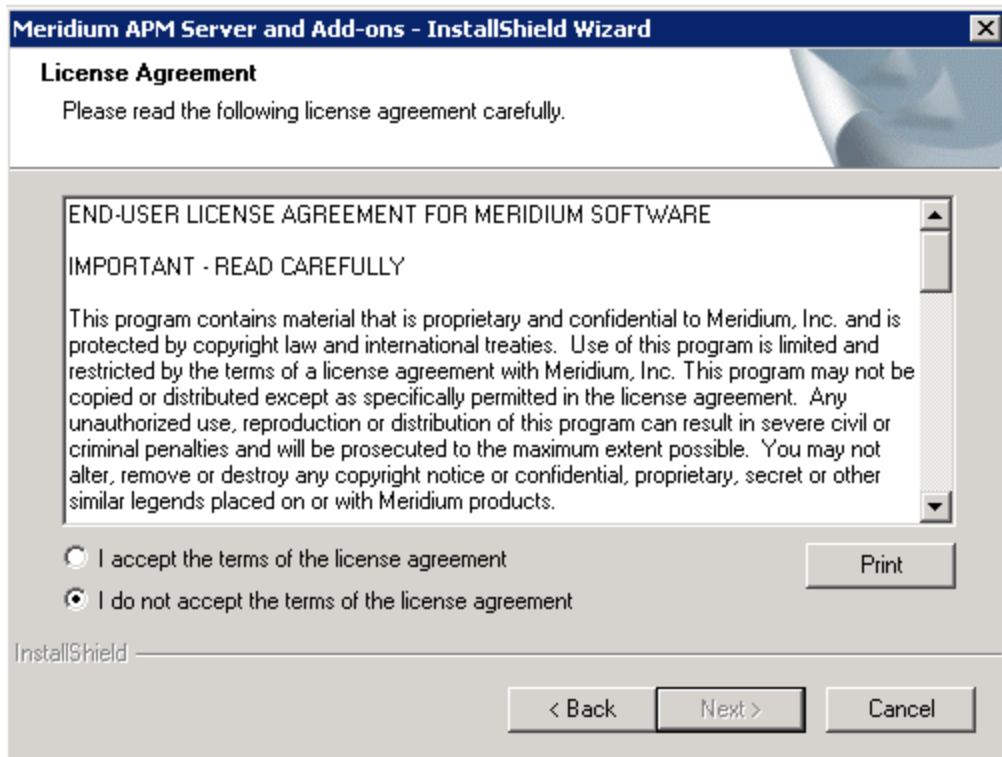 Meridium APM Server and Add-ons - InstallShield Wizard
License Agreement
Please read the following license agreement carefully.
END-USER LICENSE AGREEMENT FOR MERIDIUM SOFTWARE
IMPORTANT - READ CAREFULLY
This program contains material that is proprietary and confidential to Meridium, Inc. and is
protected by copyright law and international treaties.  Use of this program is limited and
restricted by the terms of a license agreement with Meridium, Inc. This program may not be
copied or distributed except as specifically permitted in the license agreement.  Any
unauthorized use, reproduction or distribution of this program can result in severe civil or
criminal penalties and will be prosecuted to the maximum extent possible.  You may not
alter, remove or destroy any copyright notice or confidential, proprietary, secret or other
similar legends placed on or with Meridium products.
I accept the terms of the license agreement
Print
I do not accept the terms of the license agreement
InstallShield
< Back
Next >
Cancel